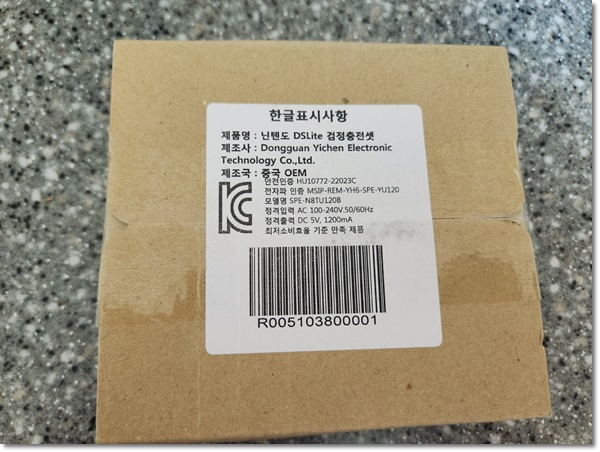 한글표시사항
제품명 : 닌텐도 DSLite 검정충전셋
제조사 : Dongguan Yichen Electronic
Technology Co.,Ltd.
제조국 : 중국 OEM
안전인증 HU10772-22023C
전자파 인증 MSIP-REM-YH6-SPE-YU120
모델명 SPE-N8TU120B
정격입력 AC 100-240V.50/60Hz
정격출력 DC 5V, 1200mA
최저소비효율 기준 만족 제품
R005103800001